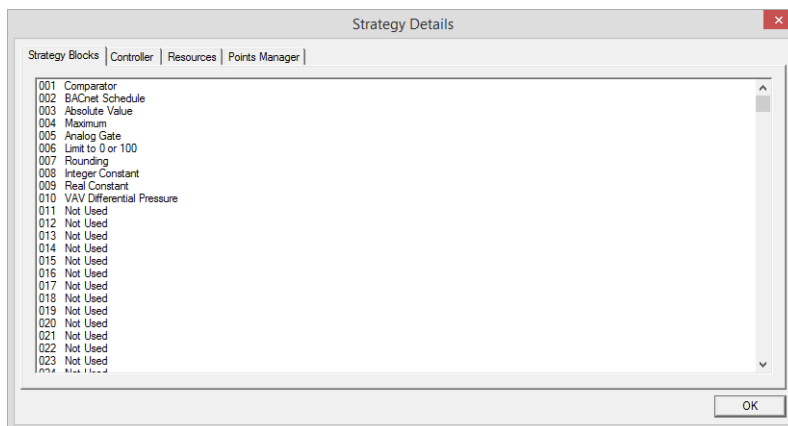 Strategy Details
Strategy Blocks Controller Resources Points Manager
001 Comparator
002 BACnet Schedule
003 Absolute Value
004 Maximum
005 Analog Gate
006 Limit to 0 or 100
007 Rounding
008 Integer Constant
009 Real Constant
010 VAV Differential Pressure
011 Not Used
012 Not Used
013 Not Used
014 Not Used
015 Not Used
016 Not Used
017 Not Used
018 Not Used
019 Not Used
020 Not Used
021 Not Used
022 Not Used
023 Not Used
024 Not Used
OK